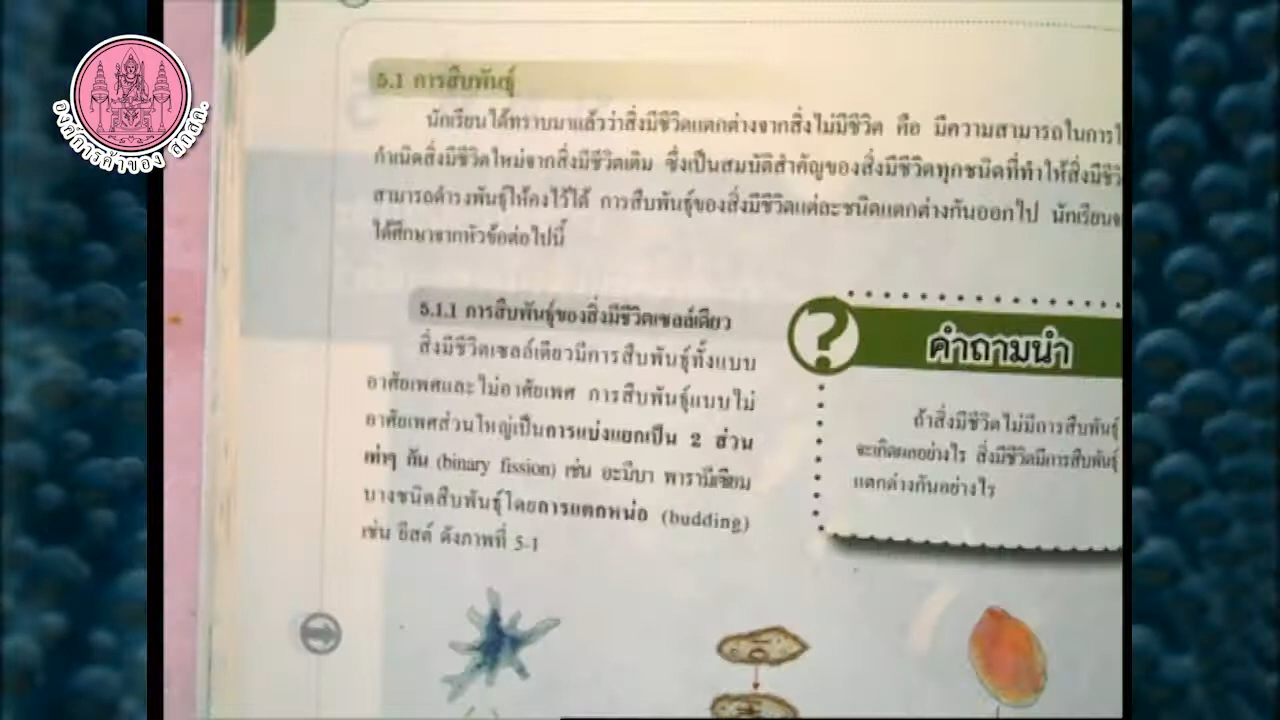 องค์การค้าของ สกสค.
5.1 การสืบพันธุ์
นักเรียนได้ทราบมาแล้วว่าสิ่งมีชีวิตแตกต่างจากสิ่งไม่มีชีวิต คือ มีความสามารถในการ
กำเนิดสิ่งมีชีวิตใหม่จากสิ่งมีชีวิตเดิม ซึ่งเป็นสมบัติสำคัญของสิ่งมีชีวิตทุกชนิดที่ทำให้สิ่งมีชีวิ
สามารถดำรงพันธุ์ให้คงไว้ได้ การสืบพันธุ์ของสิ่งมีชีวิตแต่ละชนิดแตกต่างกันออกไป นักเรียน
ได้ศึกษาจากหัวข้อต่อไปนี้
5.1.1 การสืบพันธุ์ของสิ่งมีชีวิตเซลล์เดียว
สิ่งมีชีวิตเซลล์เดียวมีการสืบพันธุ์ทั้งแบบ
อาศัยเพศและไม่อาศัยเพศ การสืบพันธุ์แบบไม่
อาศัยเพศส่วนใหญ่เป็นการแบ่งแยกเป็น 2 ส่วน
เท่าๆ กัน (binary fission) เช่น อะมีบา พารามีเซียม
บางชนิดสืบพันธุ์โดยการแตกหน่อ (budding)
เช่น ยีสต์ ดังภาพที่ 5-1
?
คำถามนำ
ถ้าสิ่งมีชีวิตไม่มีการสืบพันธุ์
จะเกิดผลอย่างไร สิ่งมีชีวิตมีการสืบพันธุ์
แตกต่างกันอย่างไร